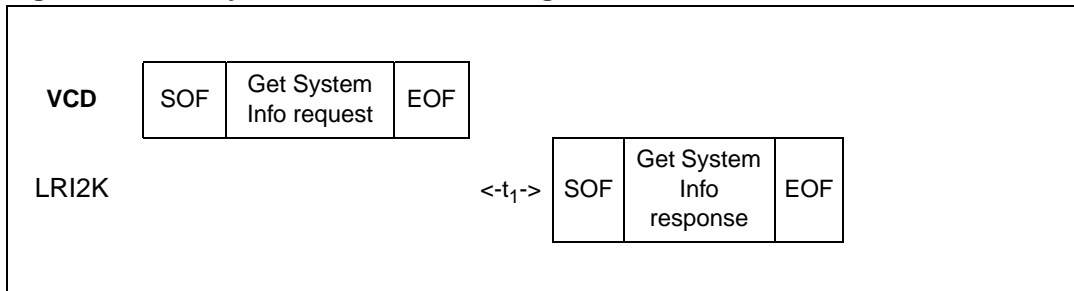 VCD
SOF
Get System
Info request
EOF
LRI2K
<-t₁->
SOF
Get System
Info
response
EOF